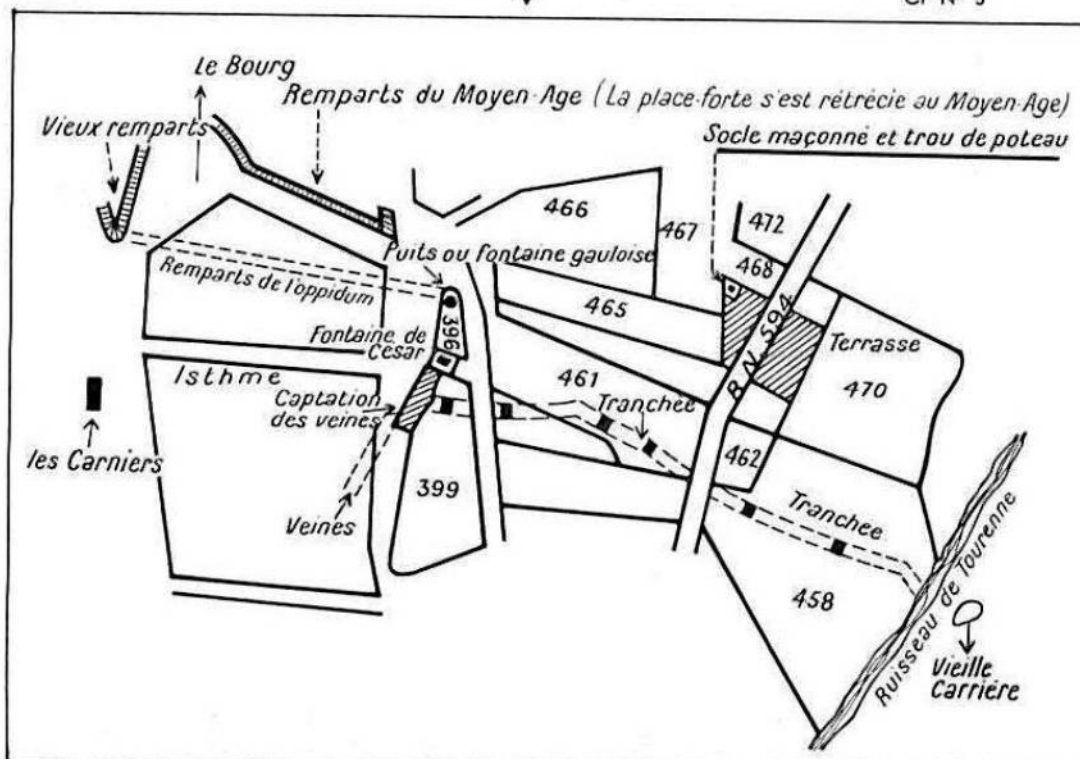 Cl. N° 5
Le Bourg
Remparts du Moyen-Age (La place-forte s'est rétrécie au Moyen-Age)
Vieux remparts
Socle maçonné et trou de poteau
466
467
472
468
Puits ou fontaine gauloise
Remparts de l'oppidum
465
R.N. 594
396
Fontaine de
César
Terrasse
470
Isthme
461
Tranchée
Captation
des veines
les Carniers
462
399
Veines
Tranchée
458
Ruisseau de Tourenne
Vieille
Carrière